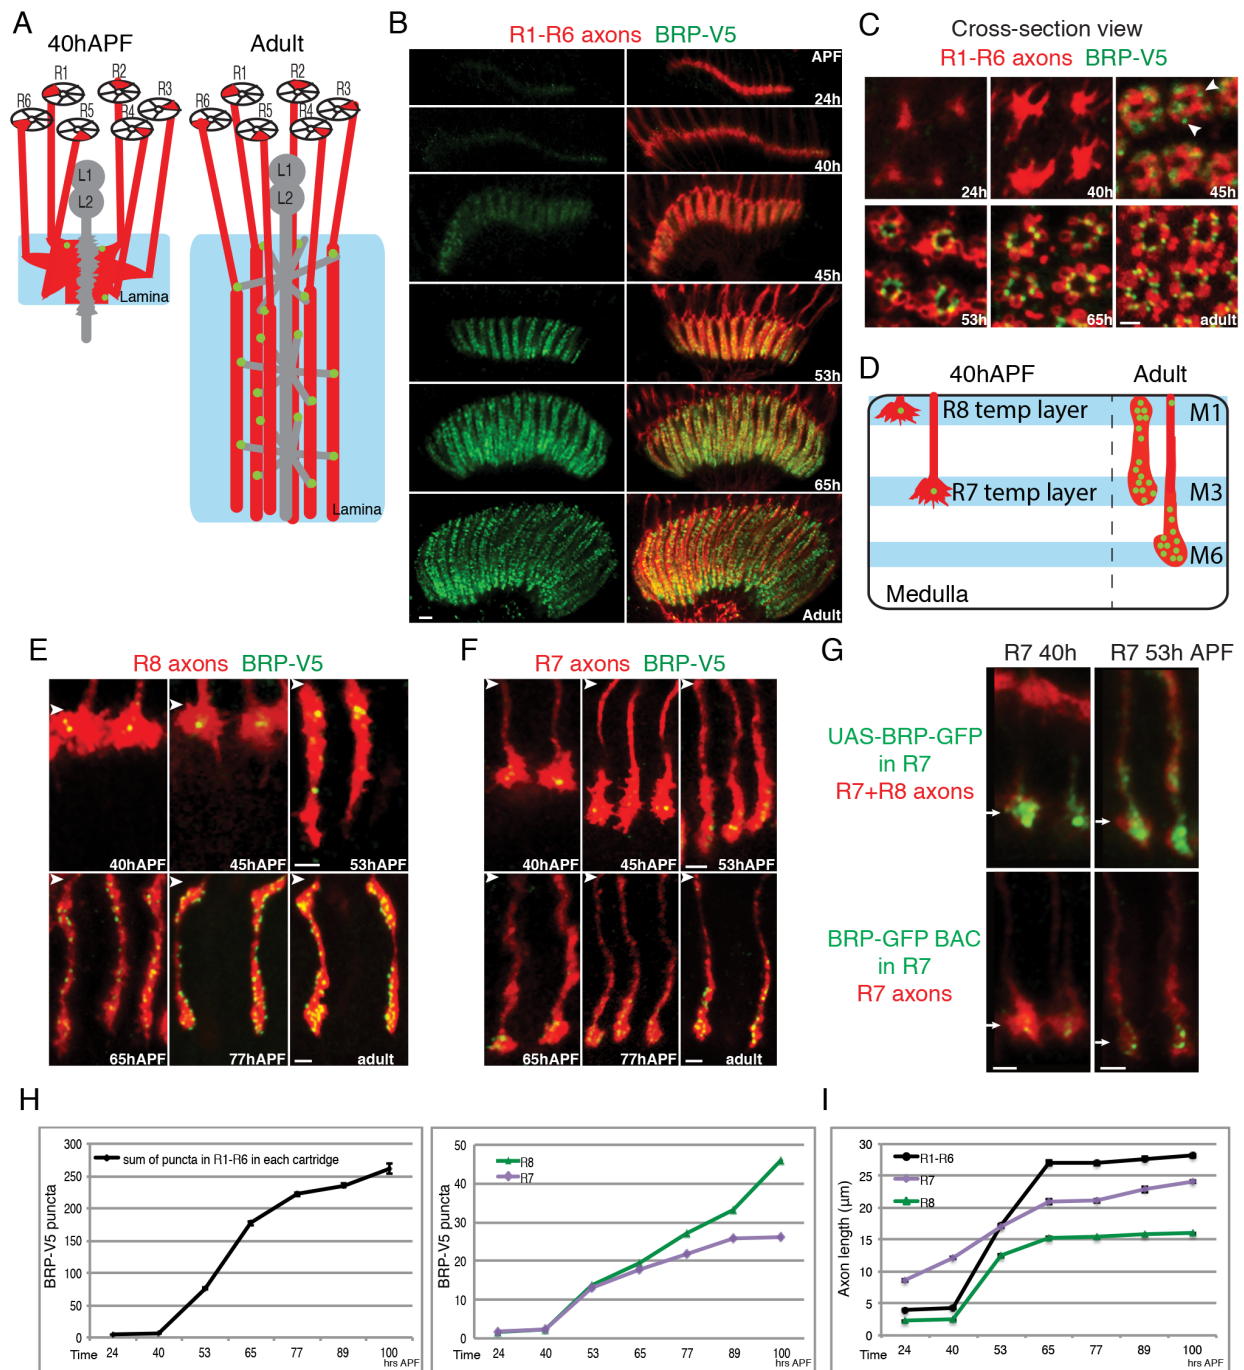 A
40hAPF
Adult
R1
R2
R3
R6
R5
R4
L1
L2
Lamina
R1
R2
R3
R6
R5
R4
L1
L2
Lamina
B
R1-R6 axons BRP-V5
APF
24h
40h
45h
53h
65h
Adult
C
Cross-section view
R1-R6 axons BRP-V5
24h
40h
45h
53h
65h
adult
D
40hAPF
Adult
R8 temp layer
M1
R7 temp layer
M3
M6
Medulla
E
R8 axons BRP-V5
40hAPF
45hAPF
53hAPF
65hAPF
77hAPF
adult
F
R7 axons BRP-V5
40hAPF
45hAPF
53hAPF
65hAPF
77hAPF
adult
G
R7 40h
R7 53h APF
UAS-BRP-GFP
in R7
R7+R8 axons
BRP-GFP BAC
in R7
R7 axons
H
BRP-V5 puncta
300
250
200
150
100
50
0
sum of puncta in R1-R6 in each cartridge
Time 24 40 53 65 77 89 100
hrs APF
BRP-V5 puncta
50
40
30
20
10
0
R8
R7
Time 24 40 53 65 77 89 100
hrs APF
I
Axon length (µm)
30
25
20
15
10
5
0
R1-R6
R7
R8
Time 24 40 53 65 77 89 100
hrs APF